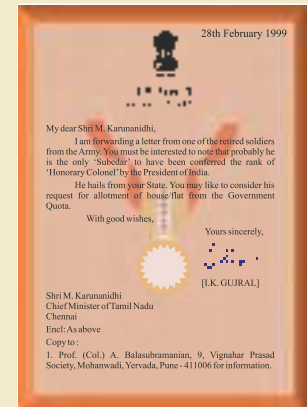 28th February 1999
My dear Shri M. Karunanidhi,
I am forwarding a letter from one of the retired soldiers
from the Army. You must be interested to note that probably he
is the only 'Subedar' to have been conferred the rank of
'Honorary Colonel' by the President of India.
He hails from your State. You may like to consider his
request for allotment of house/flat from the Government
Quota.
With good wishes,
Yours sincerely,
[I.K. GUJRAL]
Shri M. Karunanidhi
Chief Minister of Tamil Nadu
Chennai
Encl: As above
Copy to :
1. Prof. (Col.) A. Balasubramanian, 9, Vignahar Prasad
Society, Mohanwadi, Yervada, Pune - 411006 for information.